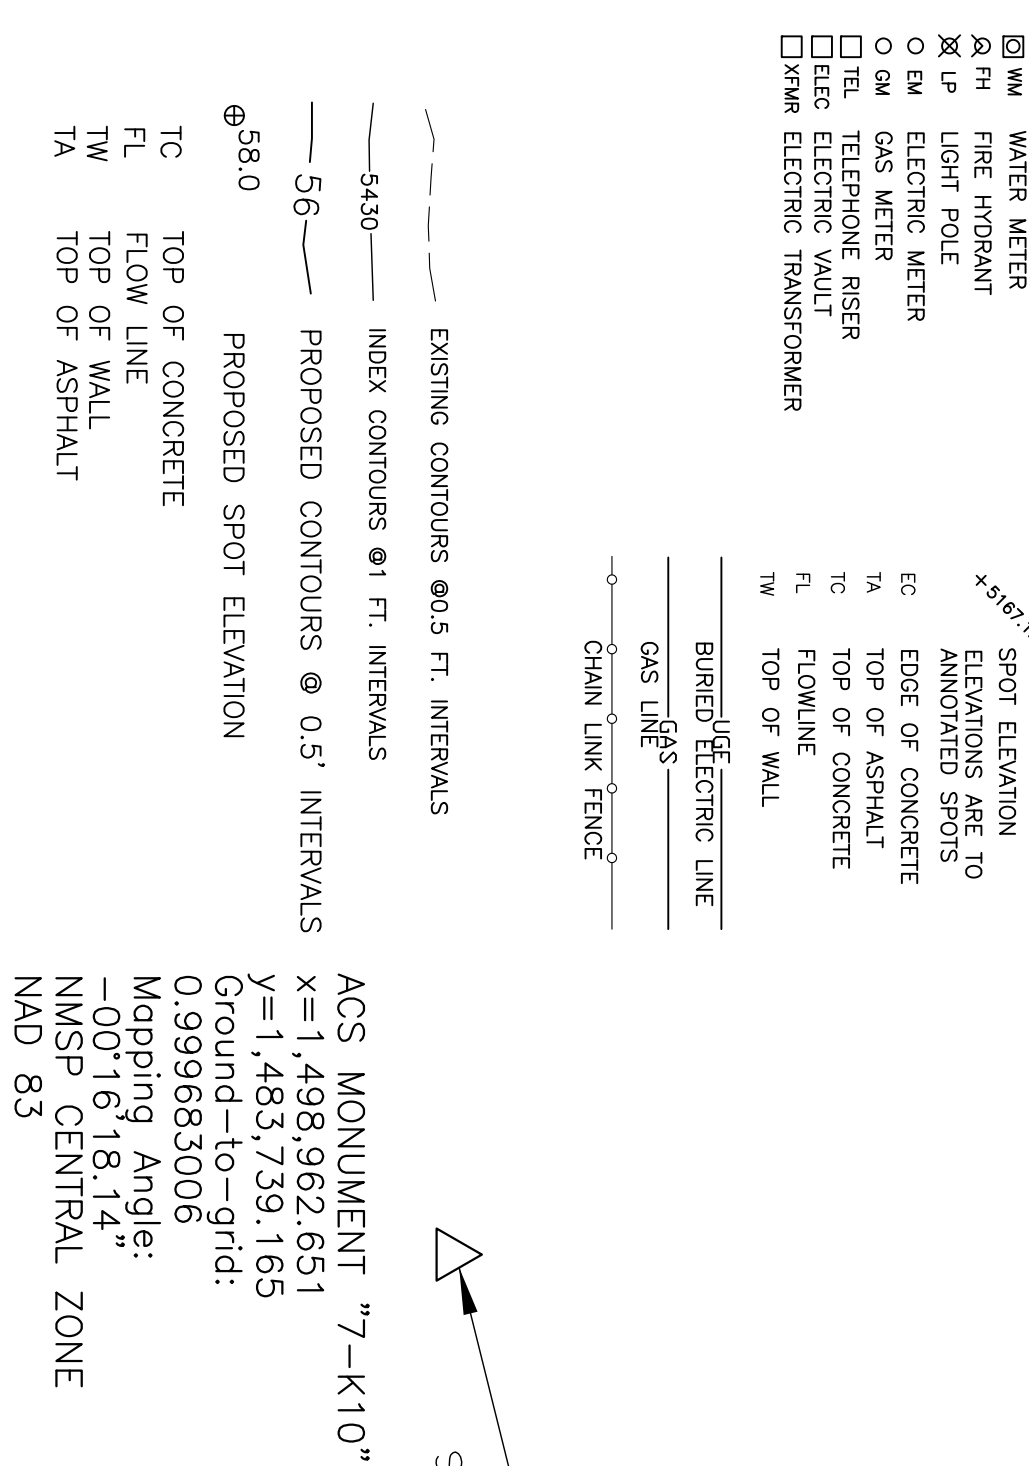 WM WATER METER
FH FIRE HYDRANT
LP LIGHT POLE
EM ELECTRIC METER
GM GAS METER
TEL TELEPHONE RISER
ELEC ELECTRIC VAULT
XFMR ELECTRIC TRANSFORMER
SPOT ELEVATION
ELEVATIONS ARE TO
ANNOTATED SPOTS
EC EDGE OF CONCRETE
TA TOP OF ASPHALT
TC TOP OF CONCRETE
FL FLOWLINE
TW TOP OF WALL
UGE
BURIED ELECTRIC LINE
GAS
GAS LINE
CHAIN LINK FENCE
EXISTING CONTOURS @0.5 FT. INTERVALS
5430 INDEX CONTOURS @1 FT. INTERVALS
56 PROPOSED CONTOURS @ 0.5' INTERVALS
58.0 PROPOSED SPOT ELEVATION
TC TOP OF CONCRETE
FL FLOW LINE
TW TOP OF WALL
TA TOP OF ASPHALT
ACS MONUMENT "7-K10"
x=1,498,962.651
y=1,483,739.165
Ground-to-grid:
0.999683006
Mapping Angle:
-00°16'18.14"
NMSP CENTRAL ZONE
NAD 83